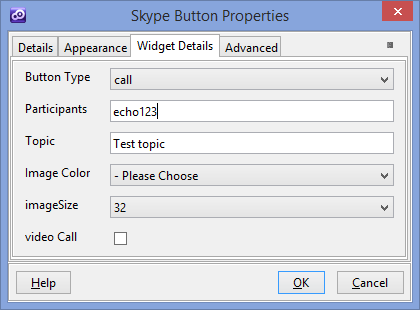 Skype Button Properties
Details Appearance Widget Details Advanced
Button Type call
Participants echo123
Topic Test topic
Image Color - Please Choose
imageSize 32
video Call
Help OK Cancel